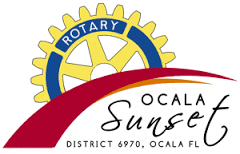 ROTARY
OCALA
Sunset
DISTRICT 6970, OCALA FL